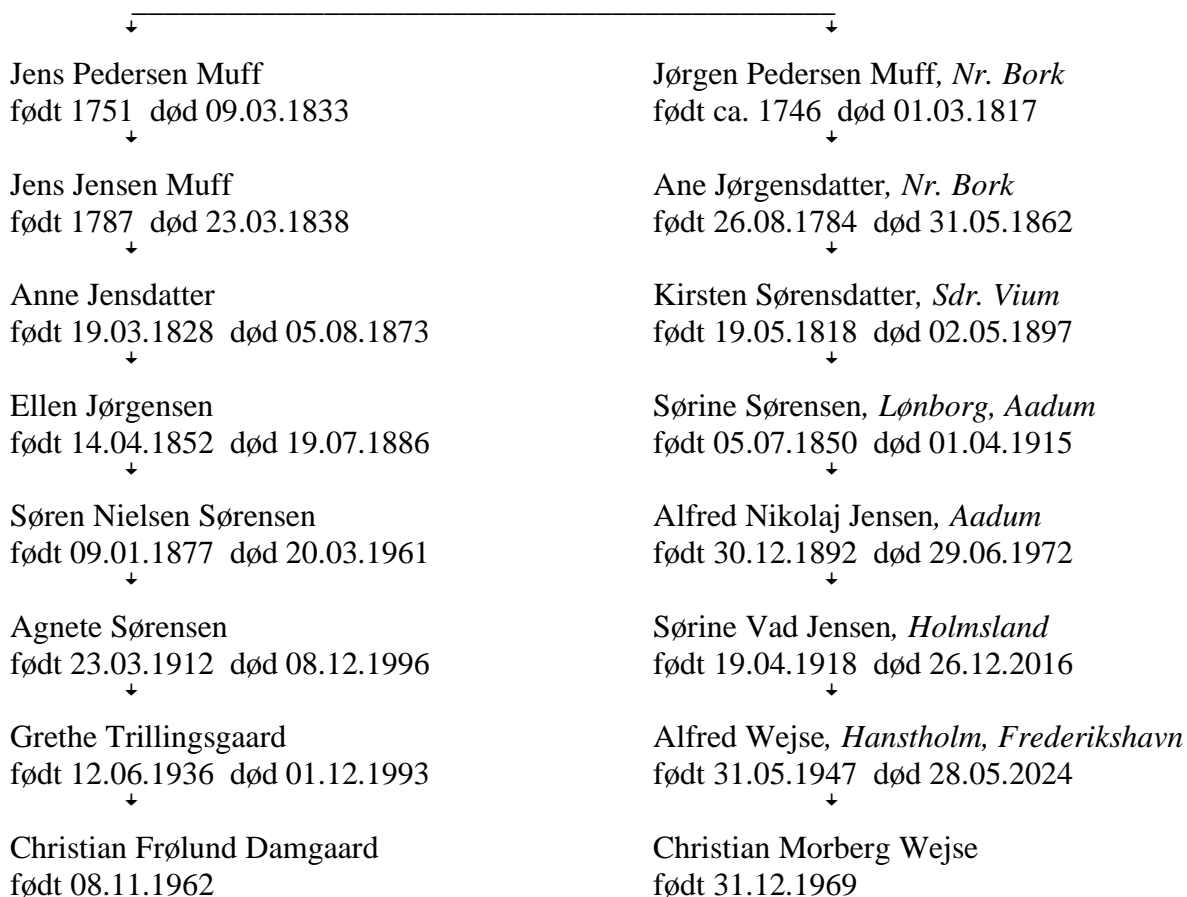 Jens Pedersen Muff
født 1751 død 09.03.1833
Jørgen Pedersen Muff, Nr. Bork
født ca. 1746 død 01.03.1817
Jens Jensen Muff
født 1787 død 23.03.1838
Ane Jørgensdatter, Nr. Bork
født 26.08.1784 død 31.05.1862
Anne Jensdatter
født 19.03.1828 død 05.08.1873
Kirsten Sørensdatter, Sdr. Vium
født 19.05.1818 død 02.05.1897
Ellen Jørgensen
født 14.04.1852 død 19.07.1886
Sørine Sørensen, Lønborg, Aadum
født 05.07.1850 død 01.04.1915
Søren Nielsen Sørensen
født 09.01.1877 død 20.03.1961
Alfred Nikolaj Jensen, Aadum
født 30.12.1892 død 29.06.1972
Agnete Sørensen
født 23.03.1912 død 08.12.1996
Sørine Vad Jensen, Holmsland
født 19.04.1918 død 26.12.2016
Grethe Trillingsgaard
født 12.06.1936 død 01.12.1993
Alfred Wejse, Hanstholm, Frederikshavn
født 31.05.1947 død 28.05.2024
Christian Frølund Damgaard
født 08.11.1962
Christian Morberg Wejse
født 31.12.1969